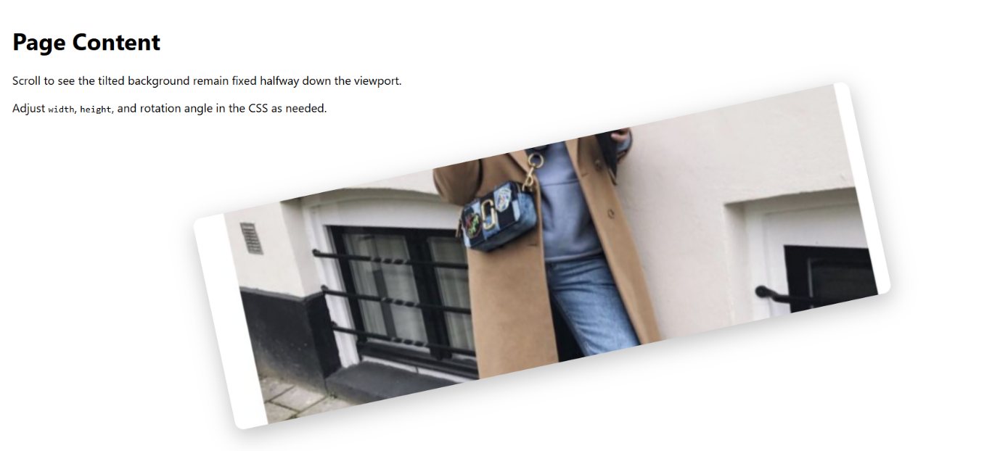 Page Content
Scroll to see the tilted background remain fixed halfway down the viewport.
Adjust width, height, and rotation angle in the CSS as needed.